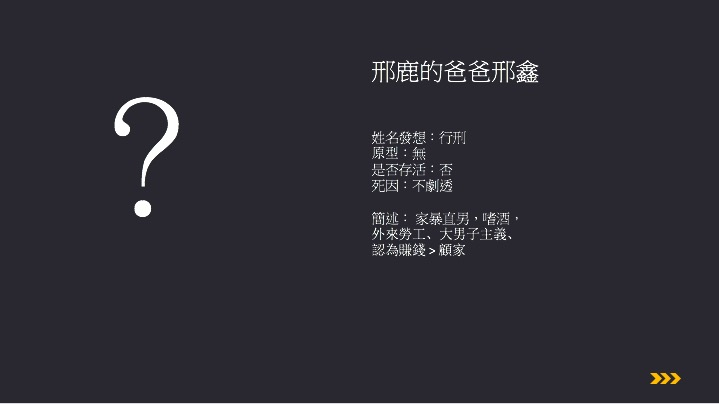 ?
邢鹿的爸爸邢鑫
姓名發想：行刑
原型：無
是否存活：否
死因：不劇透
簡述： 家暴直男，嗜酒，
外來勞工、大男子主義、
認為賺錢 > 顧家